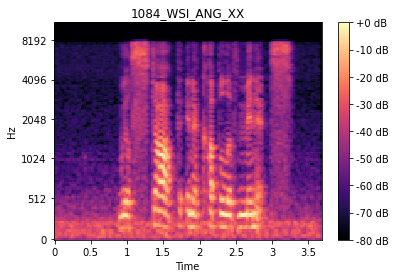 1084_WSI_ANG_XX
8192
4096
2048
1024
512
0
Hz
0 0.5 1 1.5 2 2.5 3 3.5
Time
+0 dB
-10 dB
-20 dB
-30 dB
-40 dB
-50 dB
-60 dB
-70 dB
-80 dB